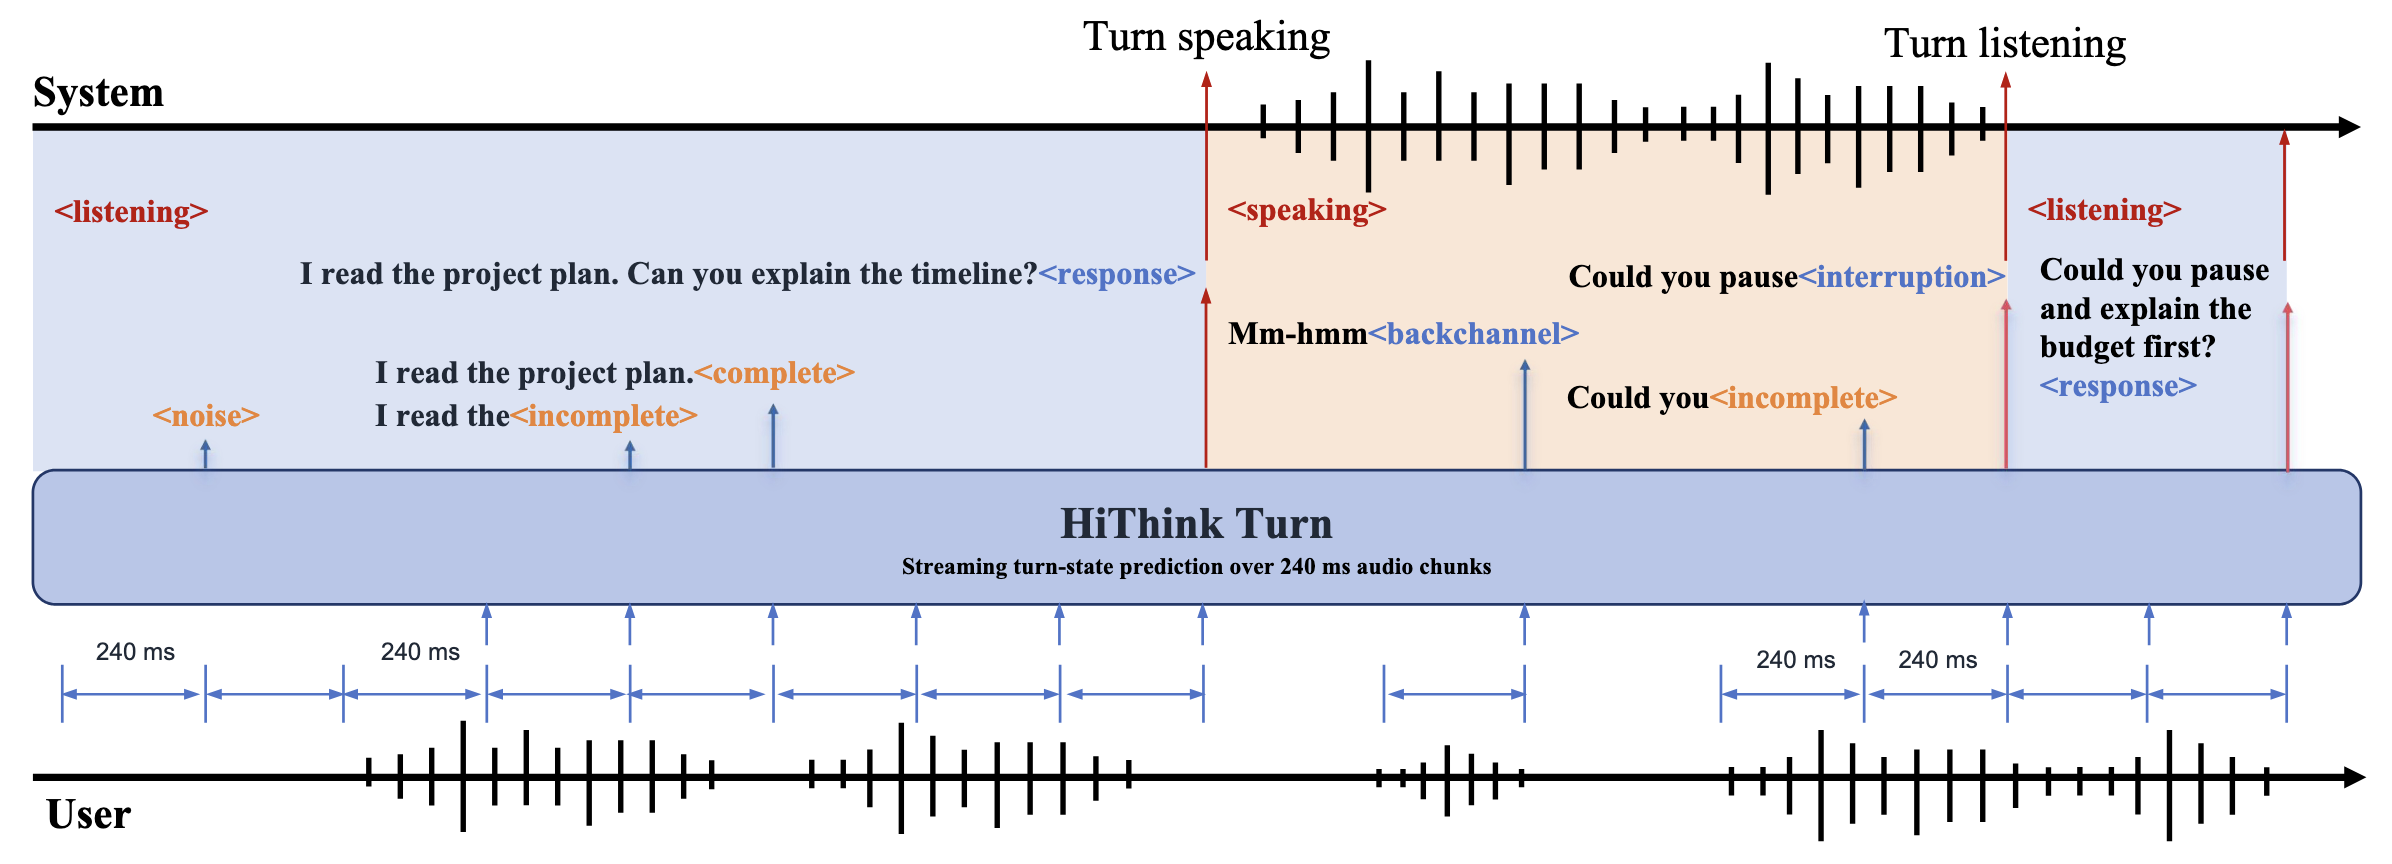 Turn speaking
Turn listening
System
<listening>
<speaking>
<listening>
I read the project plan. Can you explain the timeline?<response>
Could you pause<interruption>
Could you pause
and explain the
budget first?
<response>
Mm-hmm<backchannel>
I read the project plan.<complete>
Could you<incomplete>
<noise>
I read the<incomplete>
HiThink Turn
Streaming turn-state prediction over 240 ms audio chunks
240 ms
240 ms
240 ms
240 ms
User